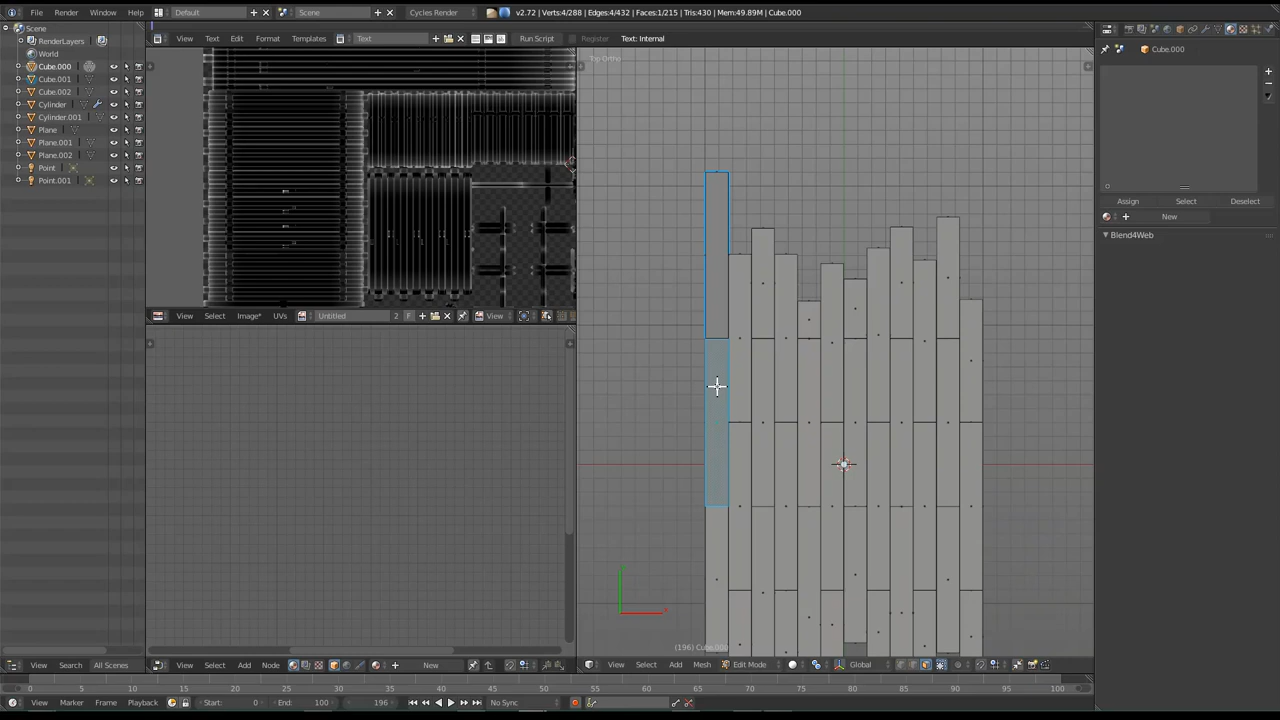 File Render Window Help Default Scene Cycles Render v2.72 | Verts:4/288 | Edges:4/432 | Faces:1/215 | Tris:430 | Mem:49.89M | Cube.000
Scene
RenderLayers
World
Cube.000
Cube.001
Cube.002
Cylinder
Cylinder.001
Plane
Plane.001
Plane.002
Point
Point.001
View Search All Scenes
View Text Edit Format Templates Text Run Script Register Text: Internal
View Select Image* UVs Untitled 2 F View
View Select Add Node New
Top Ortho
(196) Cube.000
View Select Add Mesh Edit Mode Global
Cube.000
Assign Select Deselect
New
Blend4Web
0 5 10 15 20 25 30 35 40 45 50 55 60 65 70 75 80 85 90 95 100
View Marker Frame Playback Start: 0 End: 100 196 No Sync